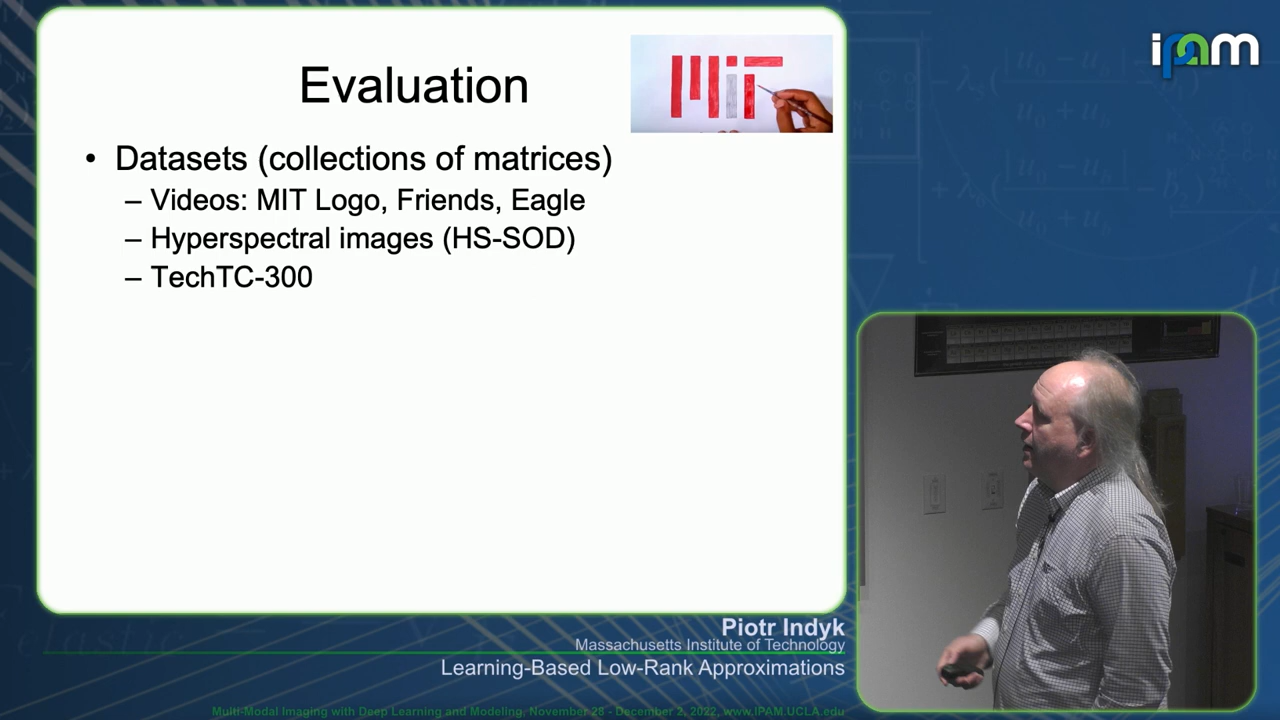 Evaluation
MIT
• Datasets (collections of matrices)
– Videos: MIT Logo, Friends, Eagle
– Hyperspectral images (HS-SOD)
– TechTC-300
ipam
Piotr Indyk
Massachusetts Institute of Technology
Learning-Based Low-Rank Approximations
Multi-Modal Imaging with Deep Learning and Modeling, November 28 - December 2, 2022, www.IPAM.UCLA.edu